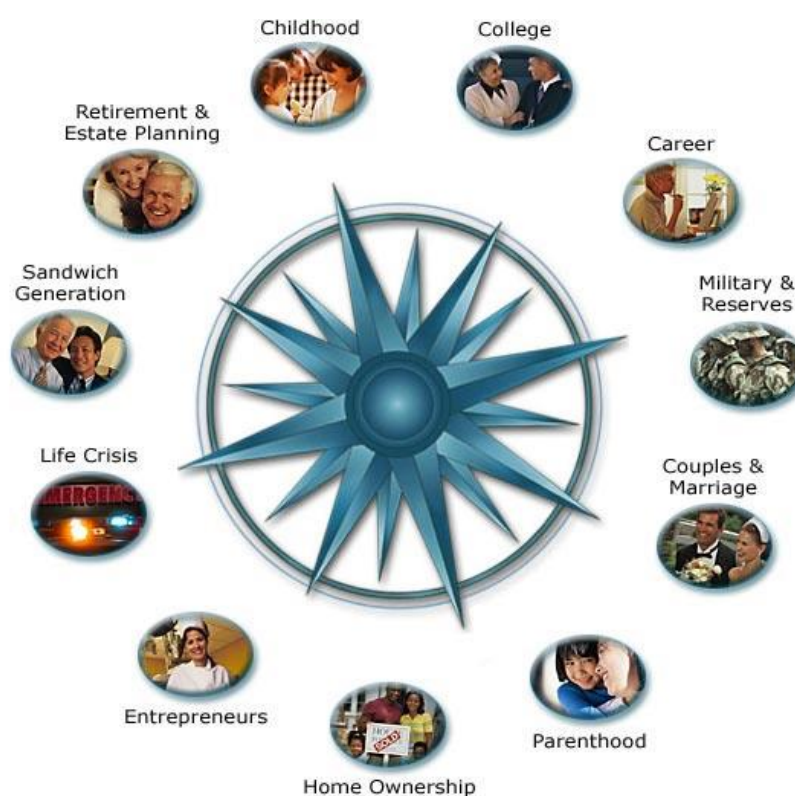 Childhood
College
Career
Military &
Reserves
Couples &
Marriage
Parenthood
Home Ownership
Entrepreneurs
Life Crisis
EMERGENC
Sandwich
Generation
Retirement &
Estate Planning
SOLD